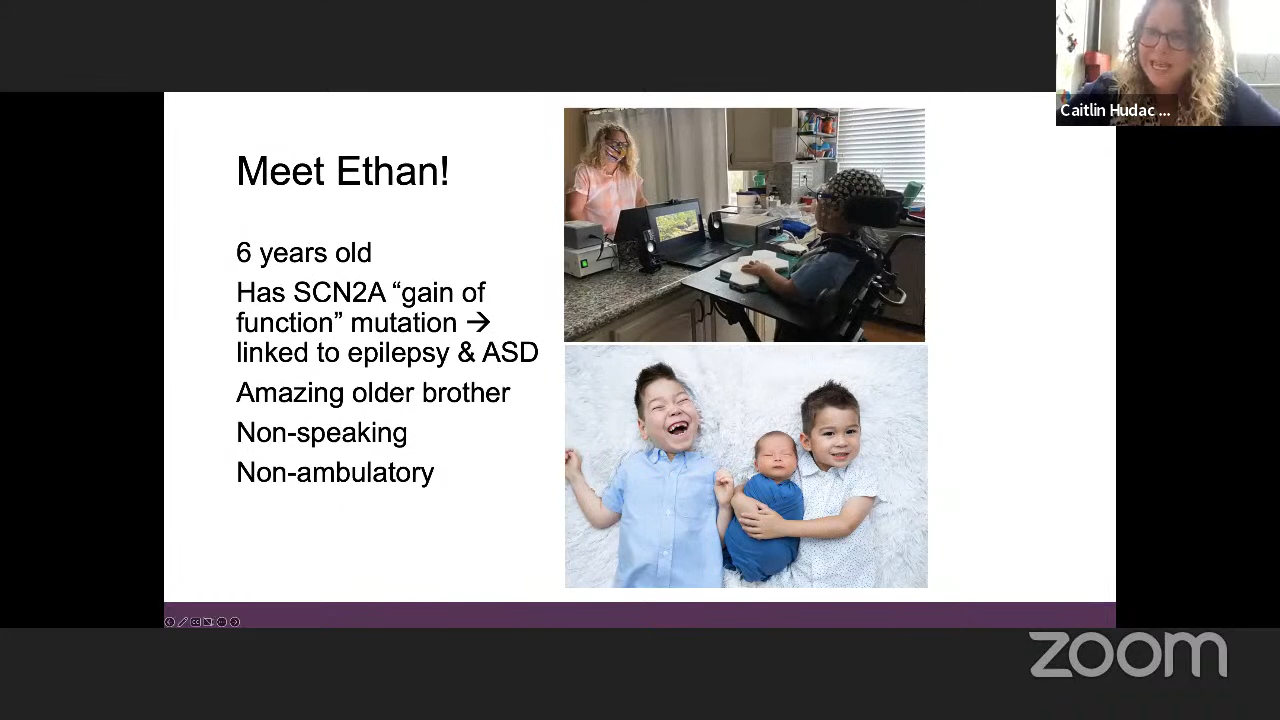 Caitlin Hudac ...
Meet Ethan!
6 years old
Has SCN2A “gain of
function” mutation →
linked to epilepsy & ASD
Amazing older brother
Non-speaking
Non-ambulatory
zoom